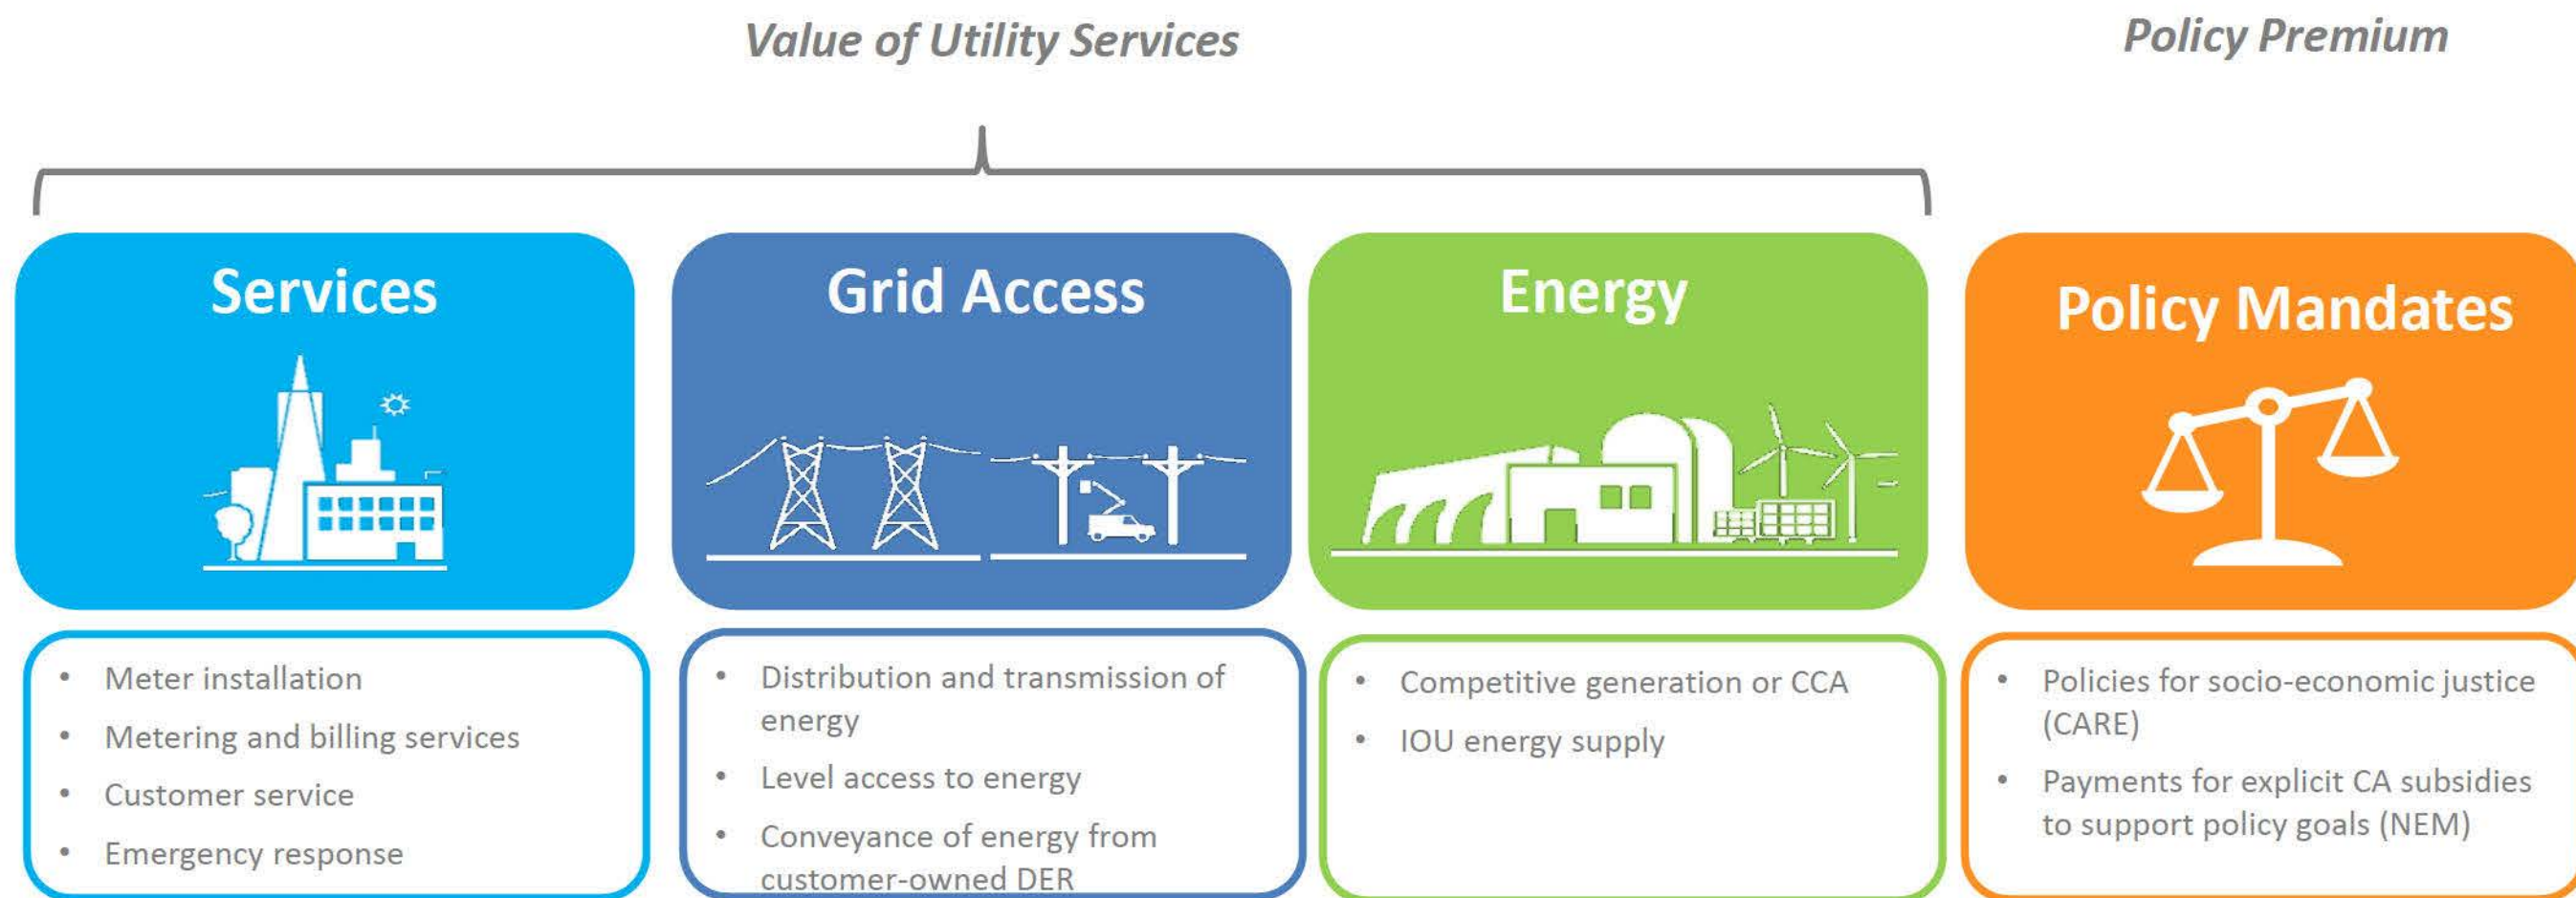 Value of Utility Services
Policy Premium
Services
Grid Access
Energy
Policy Mandates
• Meter installation
• Metering and billing services
• Customer service
• Emergency response
• Distribution and transmission of
energy
• Level access to energy
• Conveyance of energy from
customer-owned DER
• Competitive generation or CCA
• IOU energy supply
• Policies for socio-economic justice
(CARE)
• Payments for explicit CA subsidies
to support policy goals (NEM)